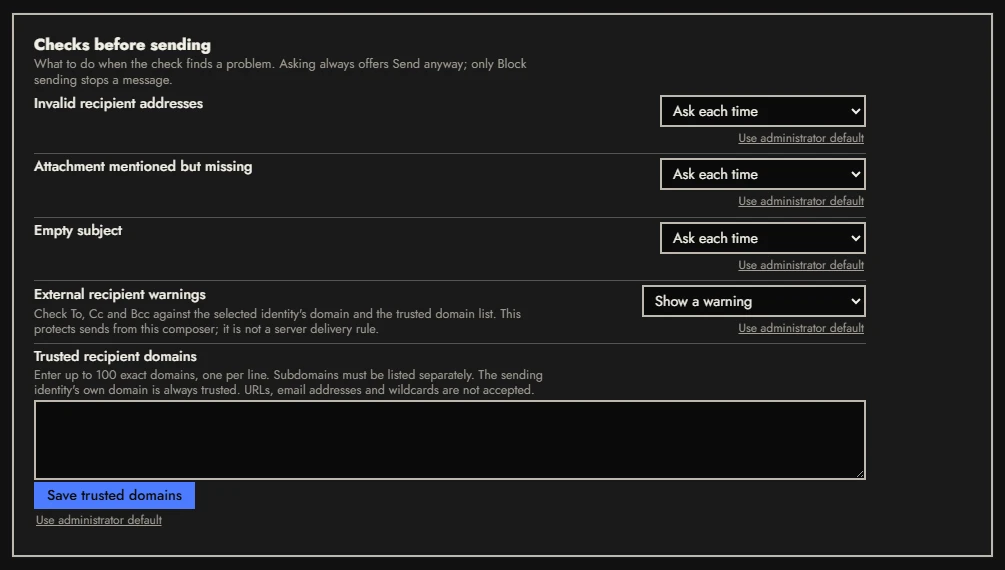 Checks before sending
What to do when the check finds a problem. Asking always offers Send anyway; only Block
sending stops a message.
Invalid recipient addresses
Ask each time
Use administrator default
Attachment mentioned but missing
Ask each time
Use administrator default
Empty subject
Ask each time
Use administrator default
External recipient warnings
Show a warning
Check To, Cc and Bcc against the selected identity's domain and the trusted domain list. This
protects sends from this composer; it is not a server delivery rule.
Use administrator default
Trusted recipient domains
Enter up to 100 exact domains, one per line. Subdomains must be listed separately. The sending
identity's own domain is always trusted. URLs, email addresses and wildcards are not accepted.
Save trusted domains
Use administrator default